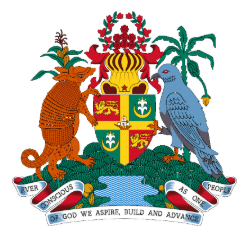 EVER
CONSCIOUS
OF GOD WE ASPIRE, BUILD AND ADVANCE
AS ONE
PEOPLE